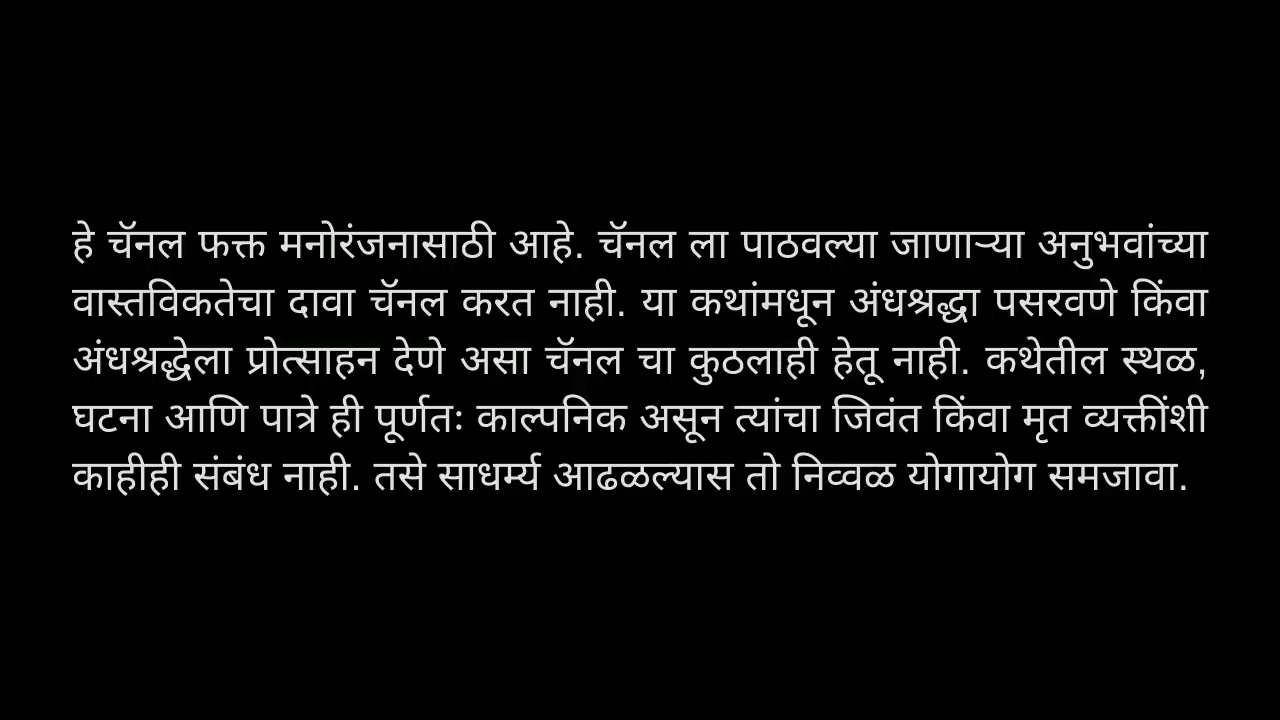 हे चॅनल फक्त मनोरंजनासाठी आहे. चॅनल ला पाठवल्या जाणाऱ्या अनुभवांच्या
वास्तविकतेचा दावा चॅनल करत नाही. या कथांमधून अंधश्रद्धा पसरवणे किंवा
अंधश्रद्धेला प्रोत्साहन देणे असा चॅनल चा कुठलाही हेतू नाही. कथेतील स्थळ,
घटना आणि पात्रे ही पूर्णतः काल्पनिक असून त्यांचा जिवंत किंवा मृत व्यक्तींशी
काहीही संबंध नाही. तसे साधर्म्य आढळल्यास तो निव्वळ योगायोग समजावा.